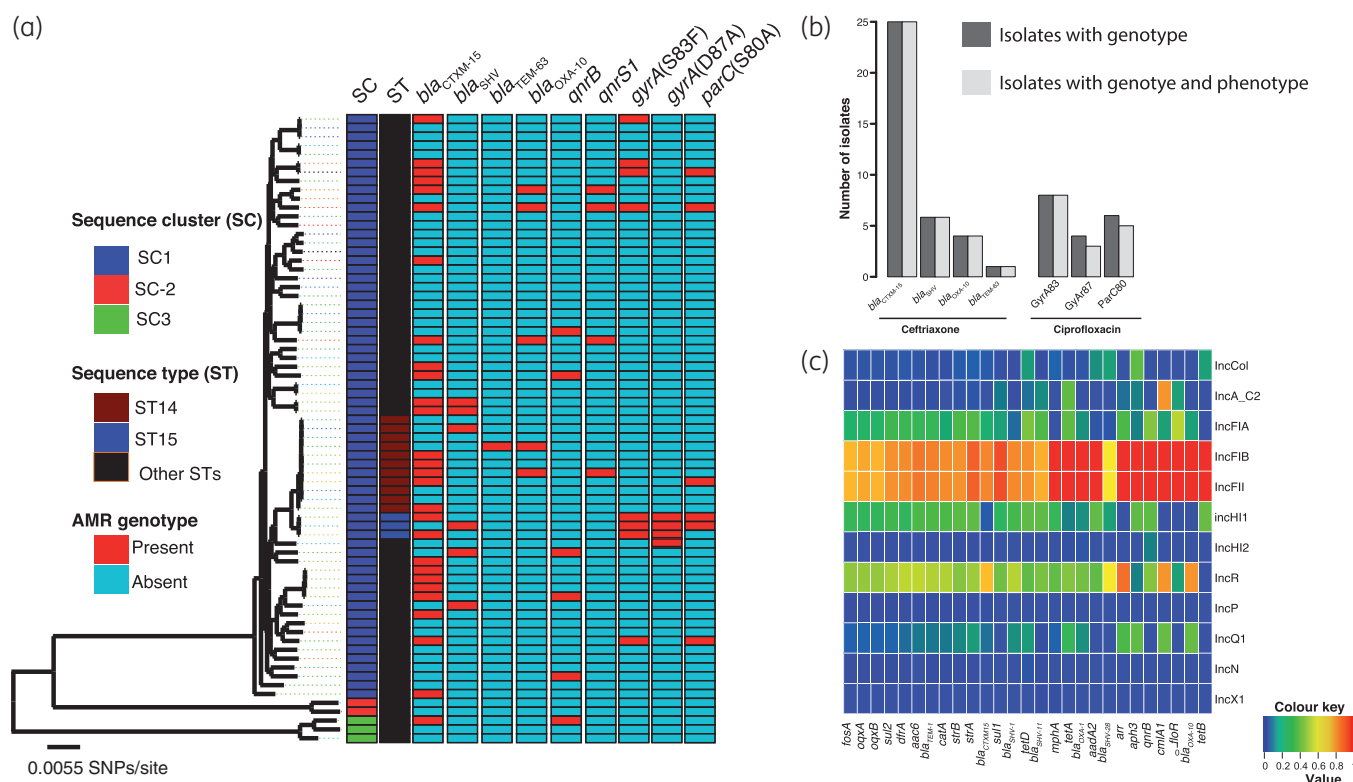 (a)
SC ST blaCTXM-15 blaSHV blaTEM-63 blaOXA-10 qnrB qnrS1 gyrA(S83F) gyrA(D87A) parC(S80A)
Sequence cluster (SC)
SC1
SC-2
SC3
Sequence type (ST)
ST14
ST15
Other STs
AMR genotype
Present
Absent
0.0055 SNPs/site
(b)
Number of isolates
25
20
15
10
5
0
Isolates with genotype
Isolates with genotye and phenotype
blaCTXM-15 blaSHV blaOXA-10 blaTEM-63 GyrA83 GyAr87 ParC80
Ceftriaxone Ciprofloxacin
(c)
IncCol
IncA_C2
IncFIA
IncFIB
IncFII
incHI1
IncHI2
IncR
IncP
IncQ1
IncN
IncX1
fosA oqxA oqxB sul2 dfrA aac6 blaTEM-1 catA strB strA blaCTXM15 su1 blaSHV-1 tetD blaSHV-11 mphA tetA blaOXA-1 aadA2 blaSHV-28 arr aph3 qnrB cmlA1 floR blaOXA-10 tetB
Colour key
0 0.2 0.4 0.6 0.8
Value